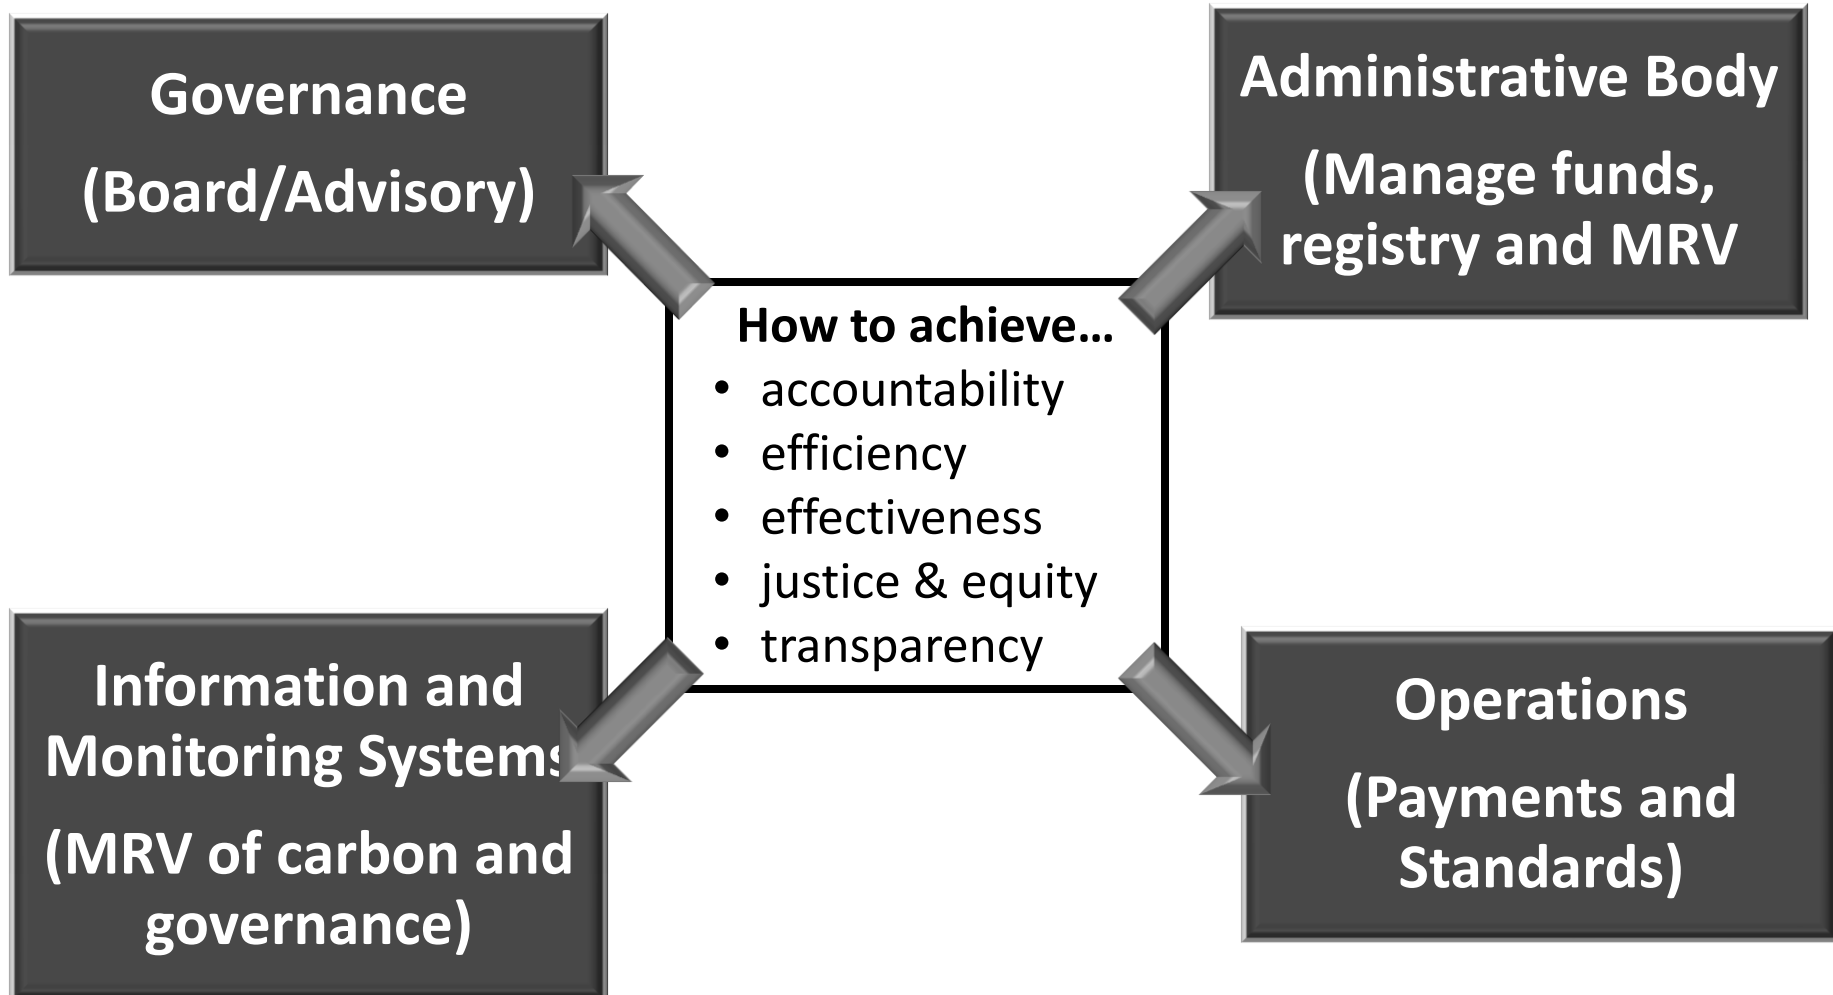 Governance
(Board/Advisory)
Administrative Body
(Manage funds,
registry and MRV
How to achieve…
• accountability
• efficiency
• effectiveness
• justice & equity
• transparency
Information and
Monitoring Systems
(MRV of carbon and
governance)
Operations
(Payments and
Standards)